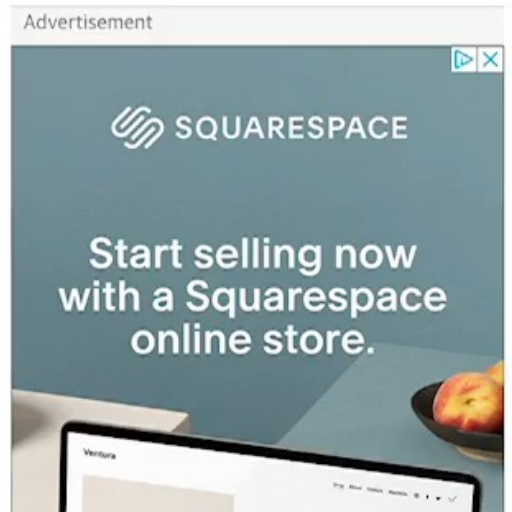 Advertisement
SQUARESPACE
Start selling now
with a Squarespace
online store.
Ventura